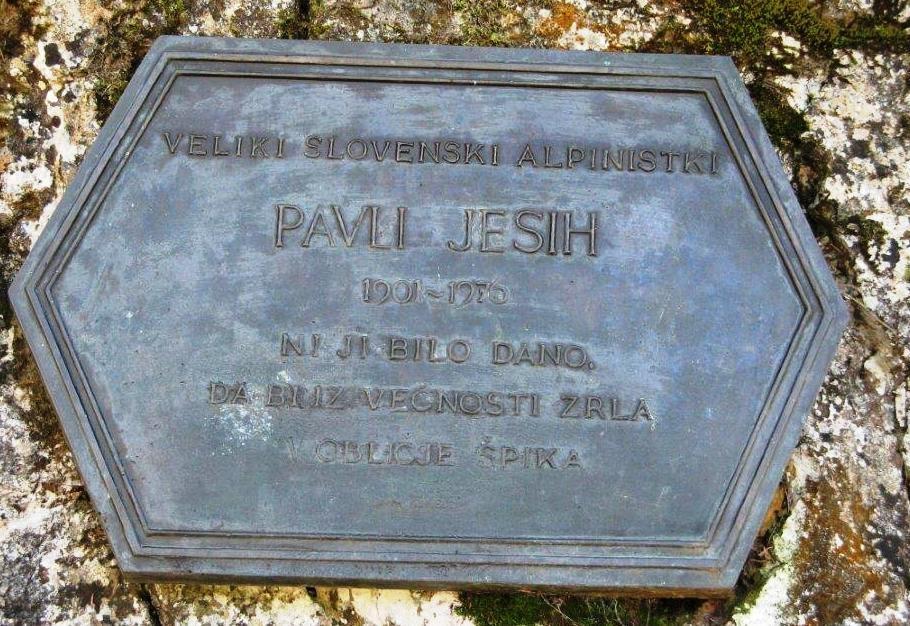 VELIKI SLOVENSKI ALPINISTKI
PAVLI JESIH
1901~1976
NI JI BILO DANO,
DA BI IZ VEČNOSTI ZRLA
V OBLIČJE ŠPIKA